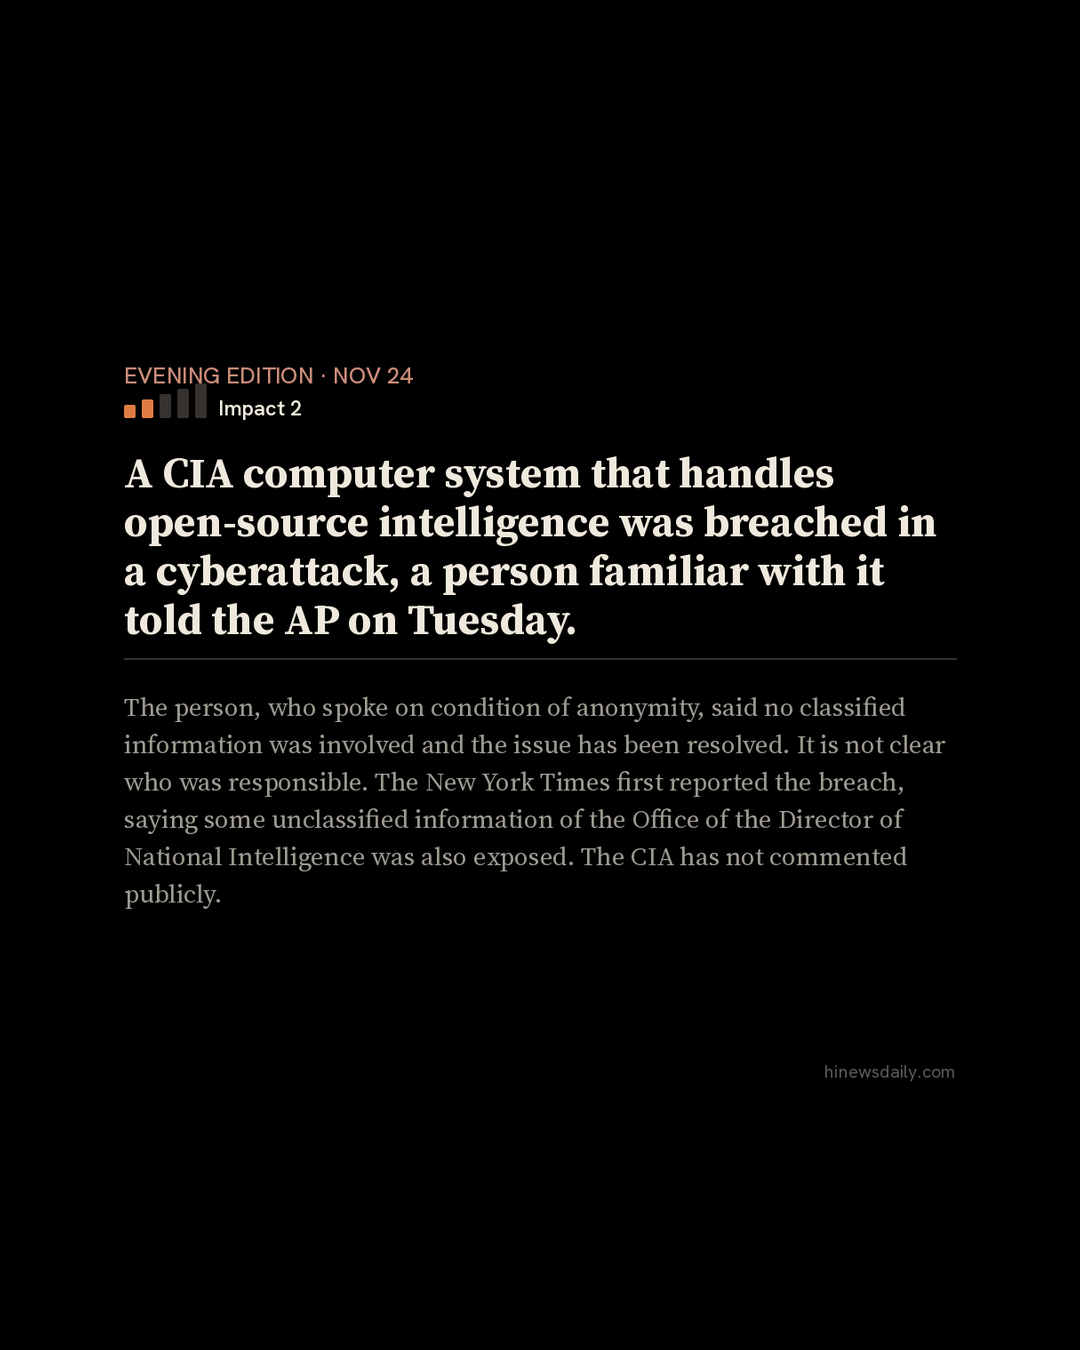 EVENING EDITION · NOV 24
Impact 2
A CIA computer system that handles
open-source intelligence was breached in
a cyberattack, a person familiar with it
told the AP on Tuesday.
The person, who spoke on condition of anonymity, said no classified
information was involved and the issue has been resolved. It is not clear
who was responsible. The New York Times first reported the breach,
saying some unclassified information of the Office of the Director of
National Intelligence was also exposed. The CIA has not commented
publicly.
hinewsdaily.com